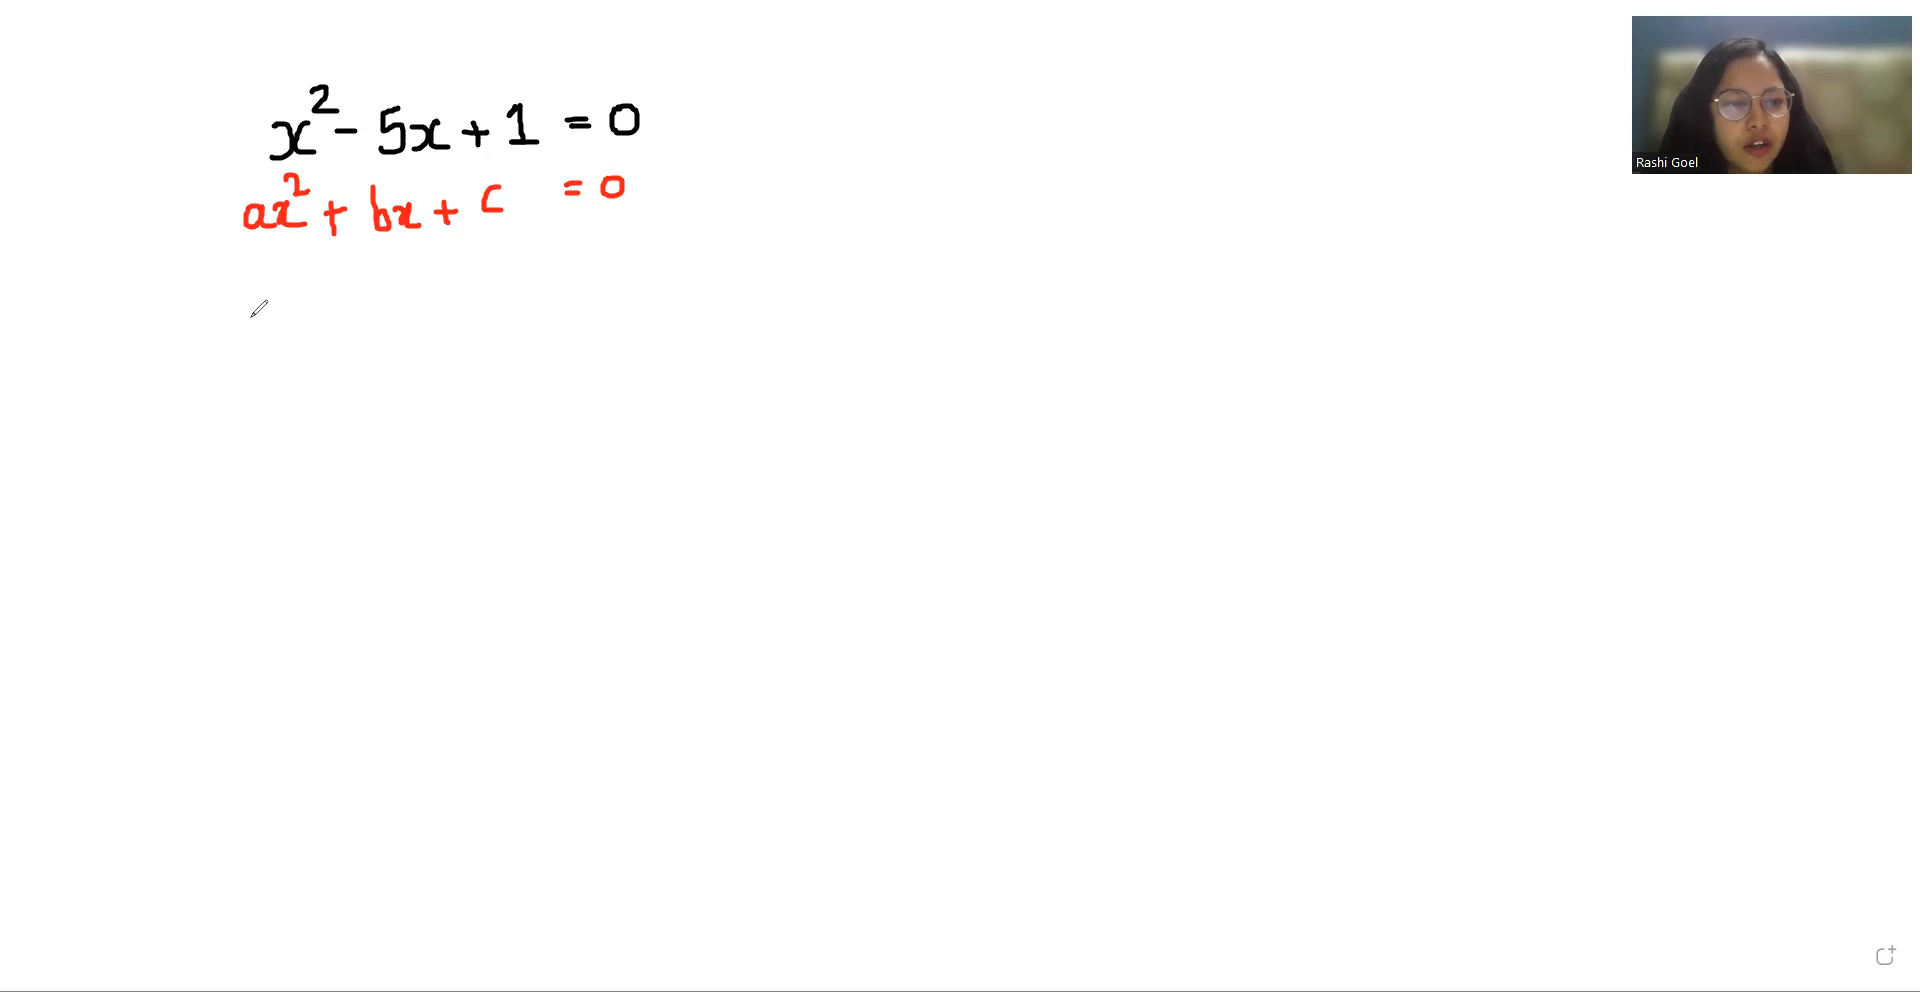 x² - 5x + 1 = 0
ax² + bx + c = 0
Rashi Goel